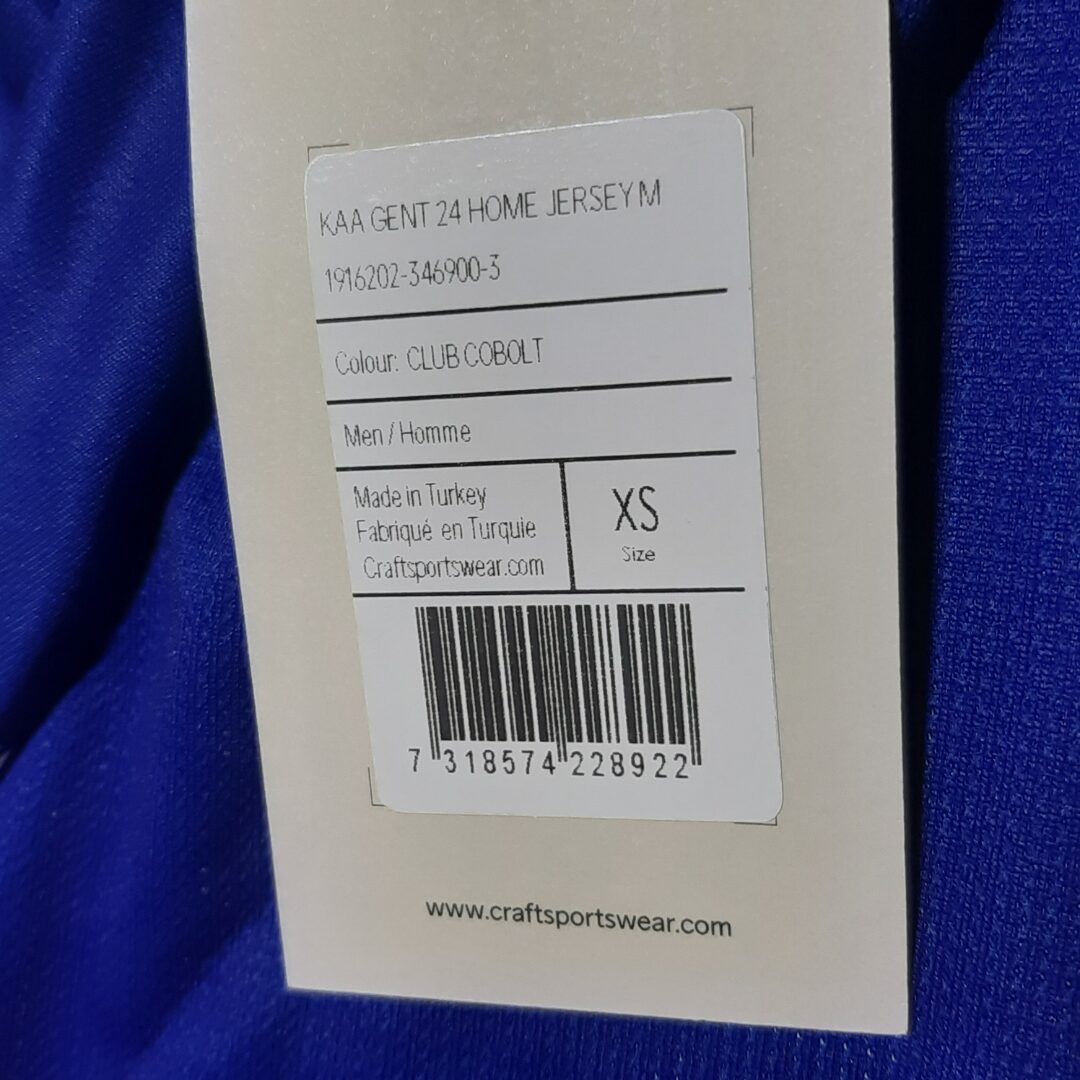 KAA GENT 24 HOME JERSEY M
1916202-346900-3
Colour: CLUB COBOLT
Men / Homme
Made in Turkey
Fabriqué en Turquie
Craftsportswear.com
XS
Size
7 318574 228922
www.craftsportswear.com